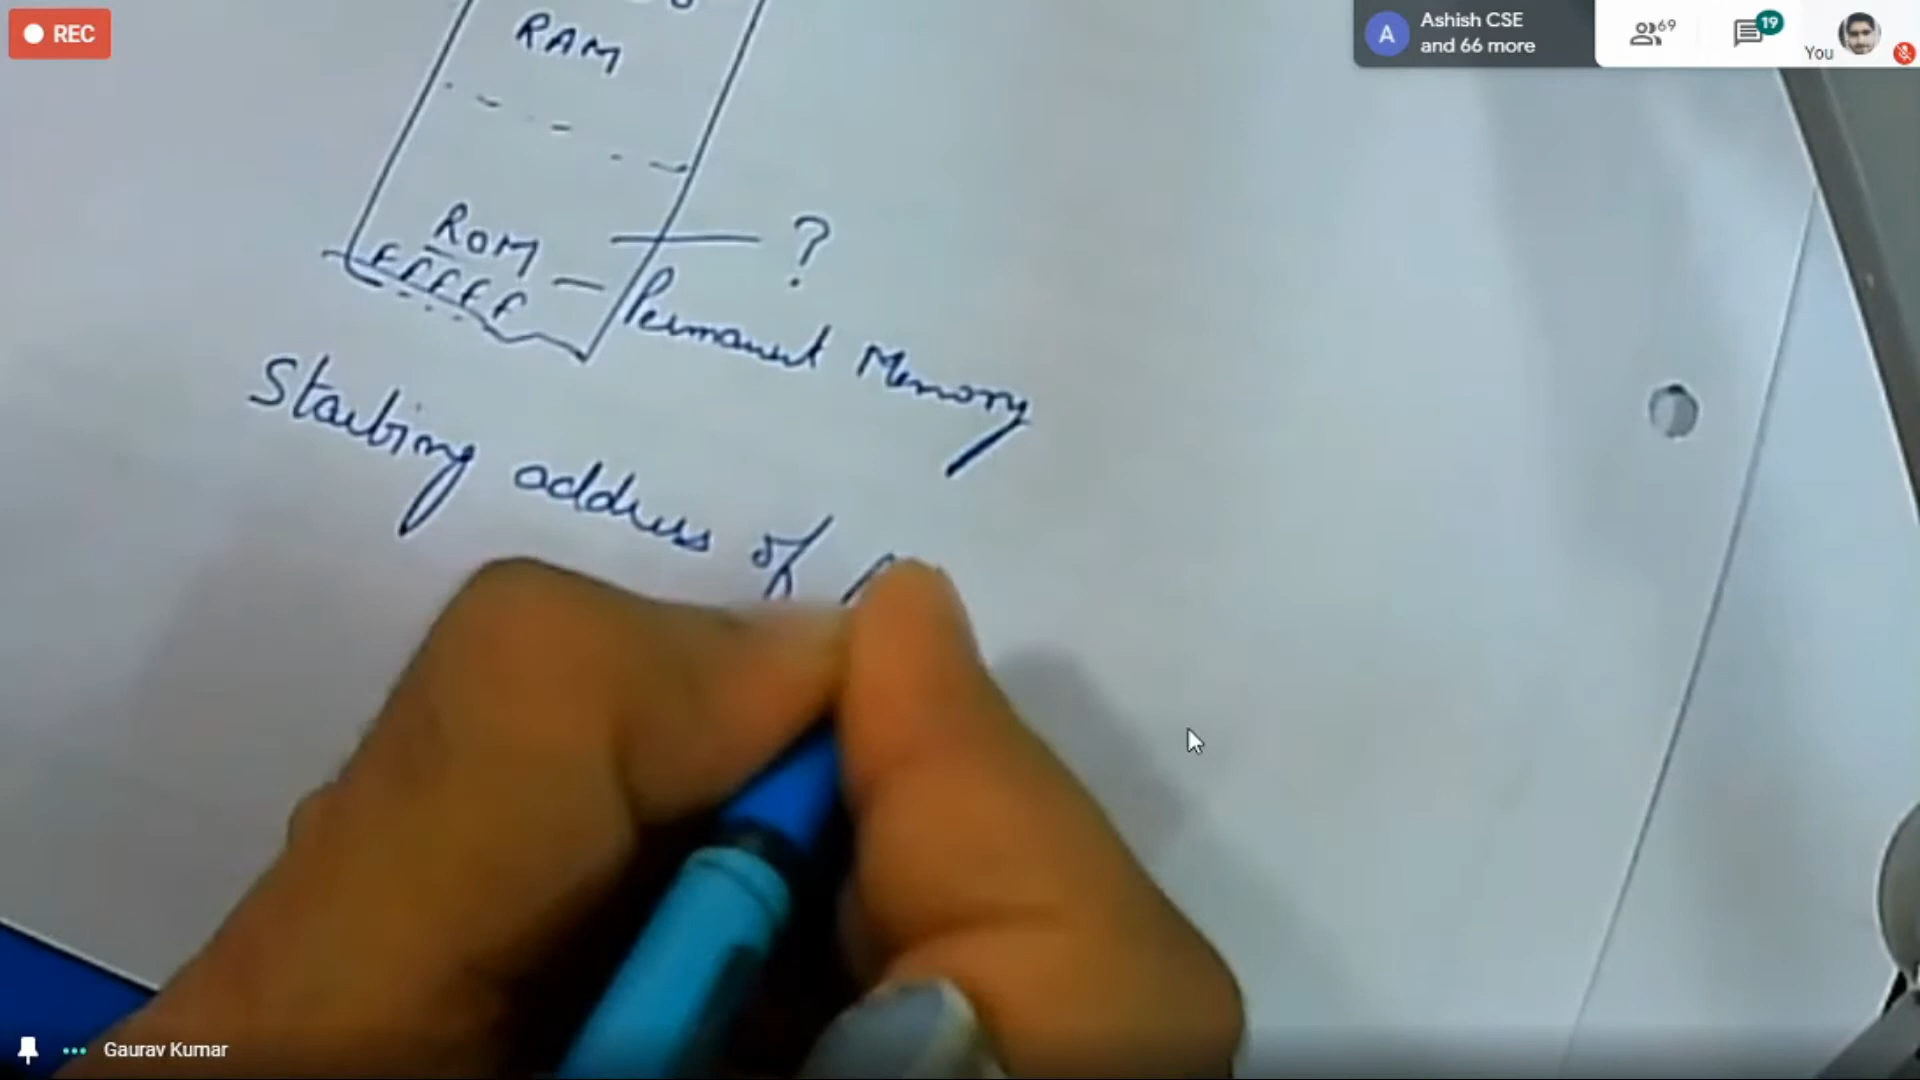 REC
Ashish CSE
and 66 more
69
19
You
RAM
ROM ?
FFFFF
Permanent Memory
Starting address of
Gaurav Kumar